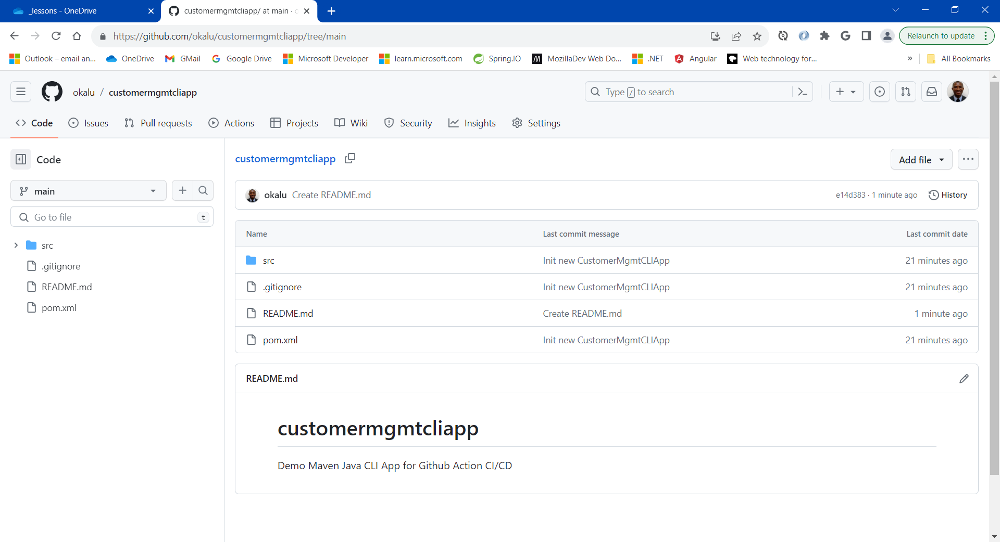 _lessons - OneDrive
customermgmtcliapp/ at main ·
https://github.com/okalu/customermgmtcliapp/tree/main
Relaunch to update
Outlook – email an... OneDrive GMail Google Drive Microsoft Developer learn.microsoft.com Spring.IO MozillaDev Web Do... .NET Angular Web technology for... » All Bookmarks
okalu / customermgmtcliapp
Type / to search
Code Issues Pull requests Actions Projects Wiki Security Insights Settings
Code
main
Go to file t
src
.gitignore
README.md
pom.xml
customermgmtcliapp
Add file
okalu Create README.md e14d383 · 1 minute ago History
Name Last commit message Last commit date
src Init new CustomerMgmtCLIApp 21 minutes ago
.gitignore Init new CustomerMgmtCLIApp 21 minutes ago
README.md Create README.md 1 minute ago
pom.xml Init new CustomerMgmtCLIApp 21 minutes ago
README.md
customermgmtcliapp
Demo Maven Java CLI App for Github Action CI/CD